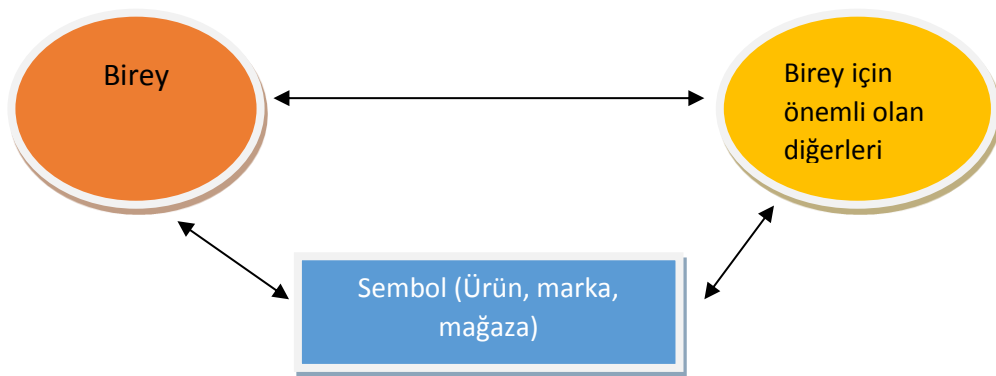 Birey
Birey için
önemli olan
diğerleri
Sembol (Ürün, marka,
mağaza)